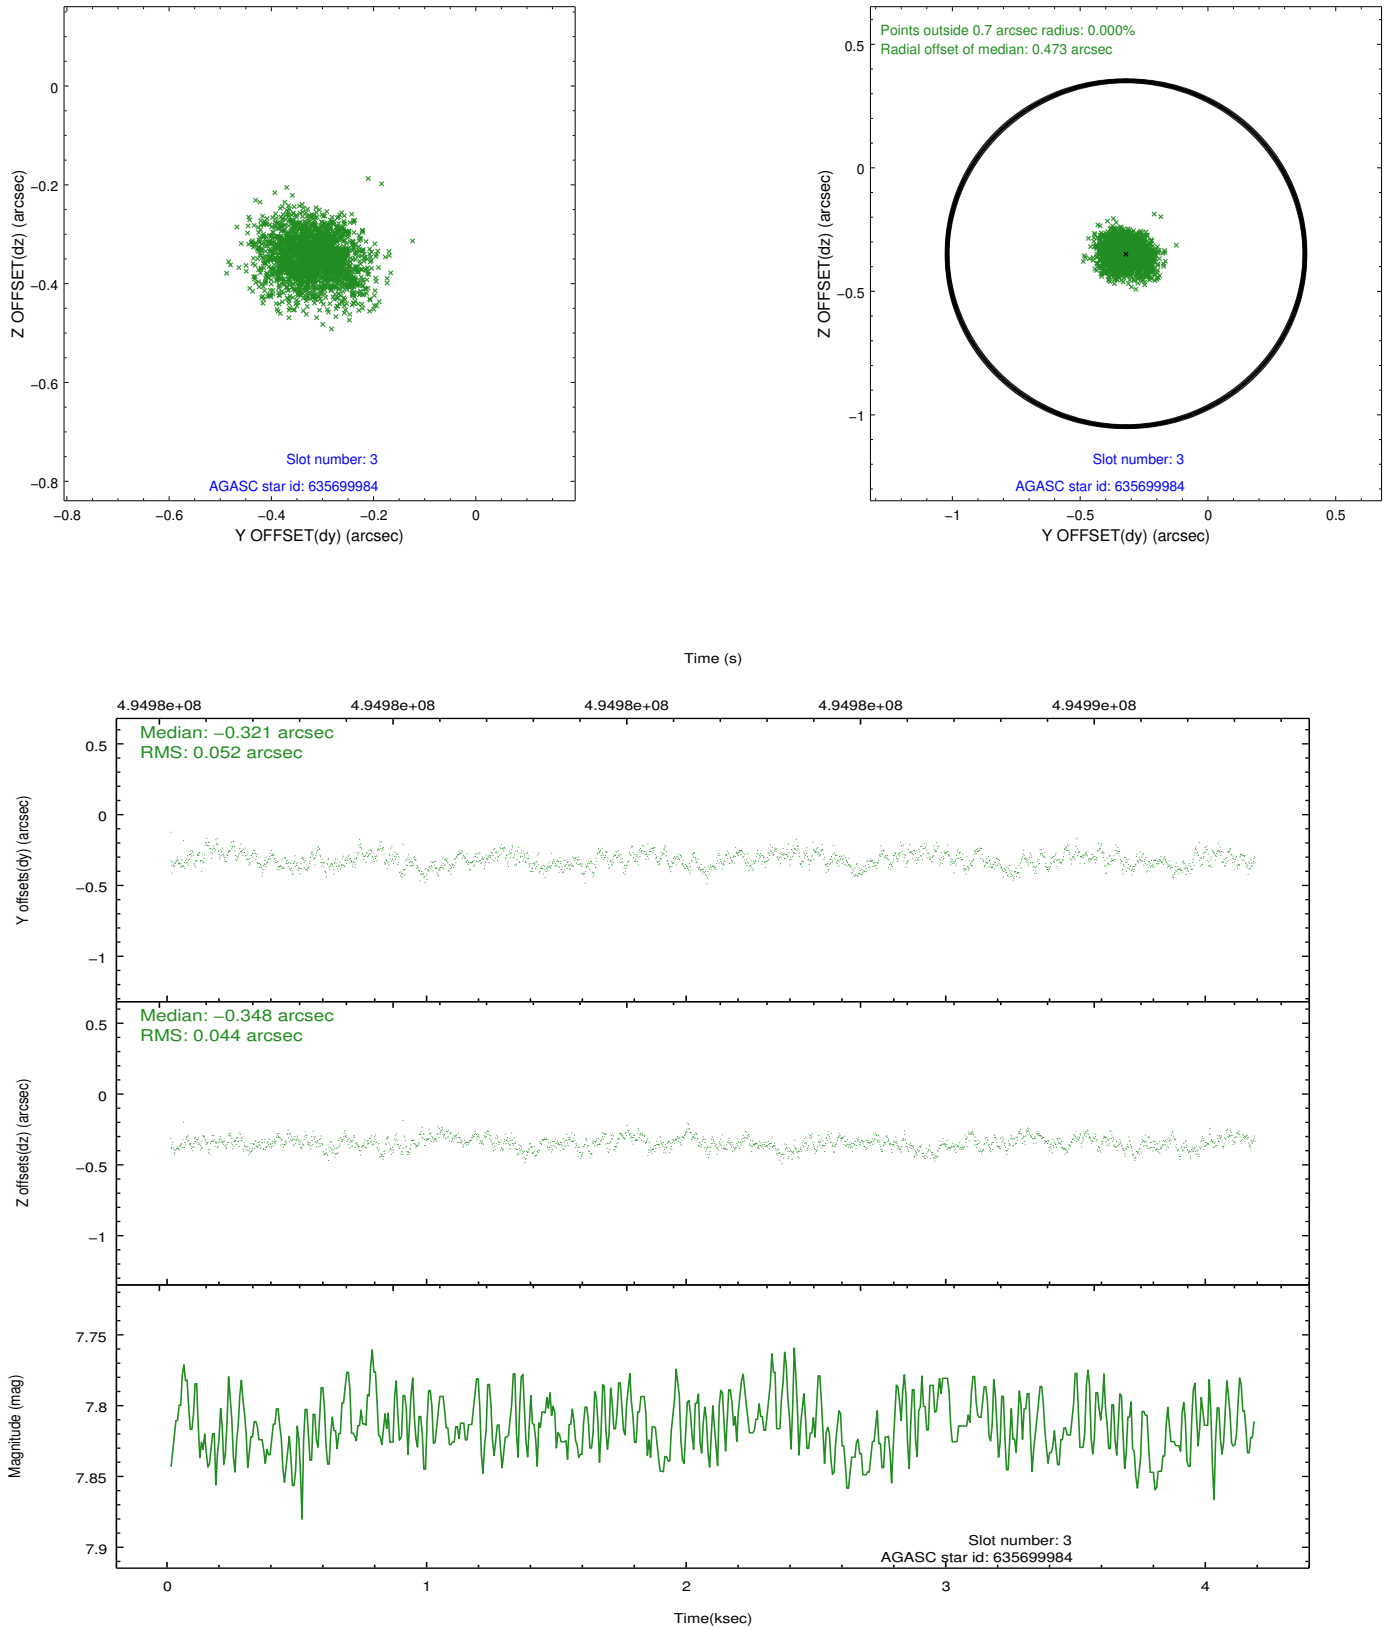 0
−0.2
−0.4
−0.6
−0.8
Z OFFSET(dz) (arcsec)
Slot number: 3
AGASC star id: 635699984
−0.8
−0.6
−0.4
−0.2
0
Y OFFSET(dy) (arcsec)
Points outside 0.7 arcsec radius: 0.000%
Radial offset of median: 0.473 arcsec
0.5
0
−0.5
−1
Z OFFSET(dz) (arcsec)
Slot number: 3
AGASC star id: 635699984
−1
−0.5
0
0.5
Y OFFSET(dy) (arcsec)
Time (s)
4.9498e+08
4.9498e+08
4.9498e+08
4.9498e+08
4.9499e+08
Median: −0.321 arcsec
RMS: 0.052 arcsec
0.5
0
−0.5
−1
Y offsets(dy) (arcsec)
Median: −0.348 arcsec
RMS: 0.044 arcsec
0.5
0
−0.5
−1
Z offsets(dz) (arcsec)
7.75
7.8
7.85
7.9
Magnitude (mag)
Slot number: 3
AGASC star id: 635699984
0
1
2
3
4
Time(ksec)